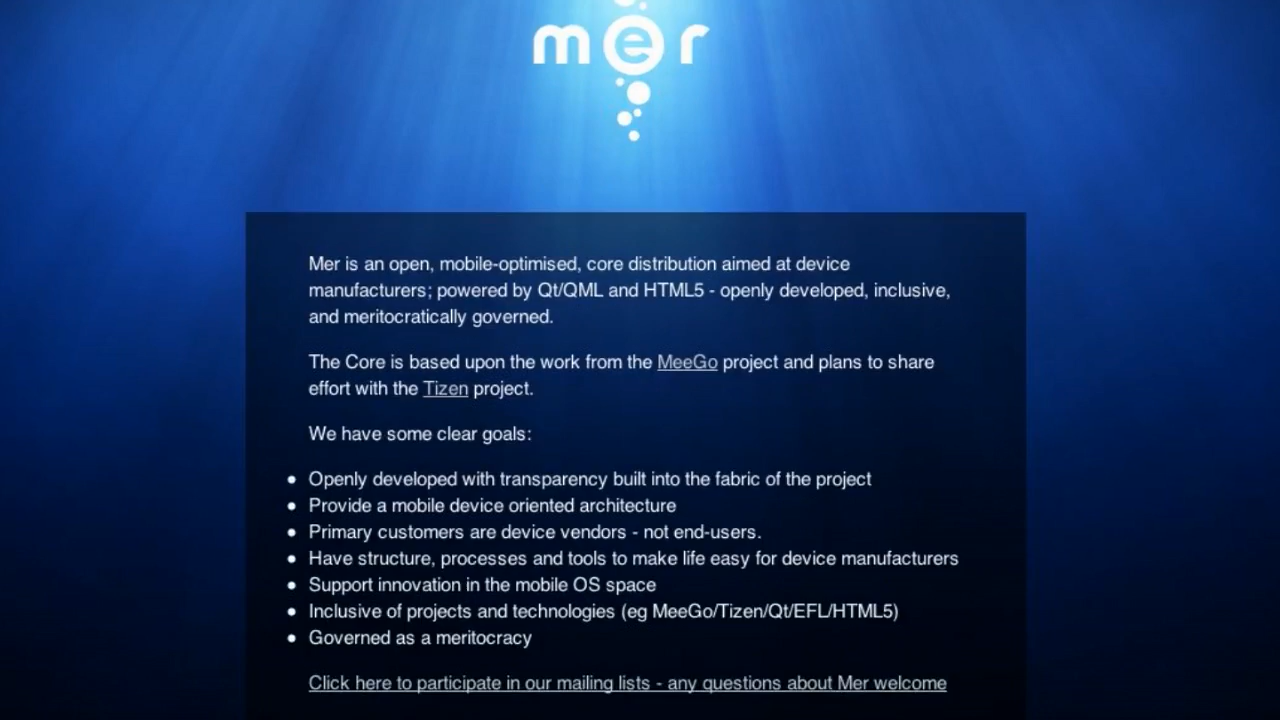 mer
Mer is an open, mobile-optimised, core distribution aimed at device
manufacturers; powered by Qt/QML and HTML5 - openly developed, inclusive,
and meritocratically governed.
The Core is based upon the work from the MeeGo project and plans to share
effort with the Tizen project.
We have some clear goals:
• Openly developed with transparency built into the fabric of the project
• Provide a mobile device oriented architecture
• Primary customers are device vendors - not end-users.
• Have structure, processes and tools to make life easy for device manufacturers
• Support innovation in the mobile OS space
• Inclusive of projects and technologies (eg MeeGo/Tizen/Qt/EFL/HTML5)
• Governed as a meritocracy
Click here to participate in our mailing lists - any questions about Mer welcome